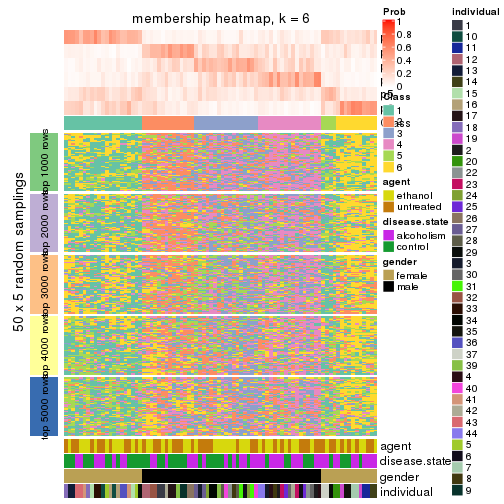 membership heatmap, k = 6
Prob
1
0.8
0.6
0.4
0.2
0
Class
1
2
3
4
5
6
agent
ethanol
untreated
disease.state
alcoholism
control
gender
female
male
individual
1
10
11
12
13
14
15
16
17
18
19
2
20
22
23
24
25
26
27
28
29
3
30
31
32
33
34
35
36
37
39
4
40
41
42
43
44
5
6
7
8
9
50 x 5 random samplings
top 1000 rows
top 2000 rows
top 3000 rows
top 4000 rows
top 5000 rows
agent
disease.state
gender
individual